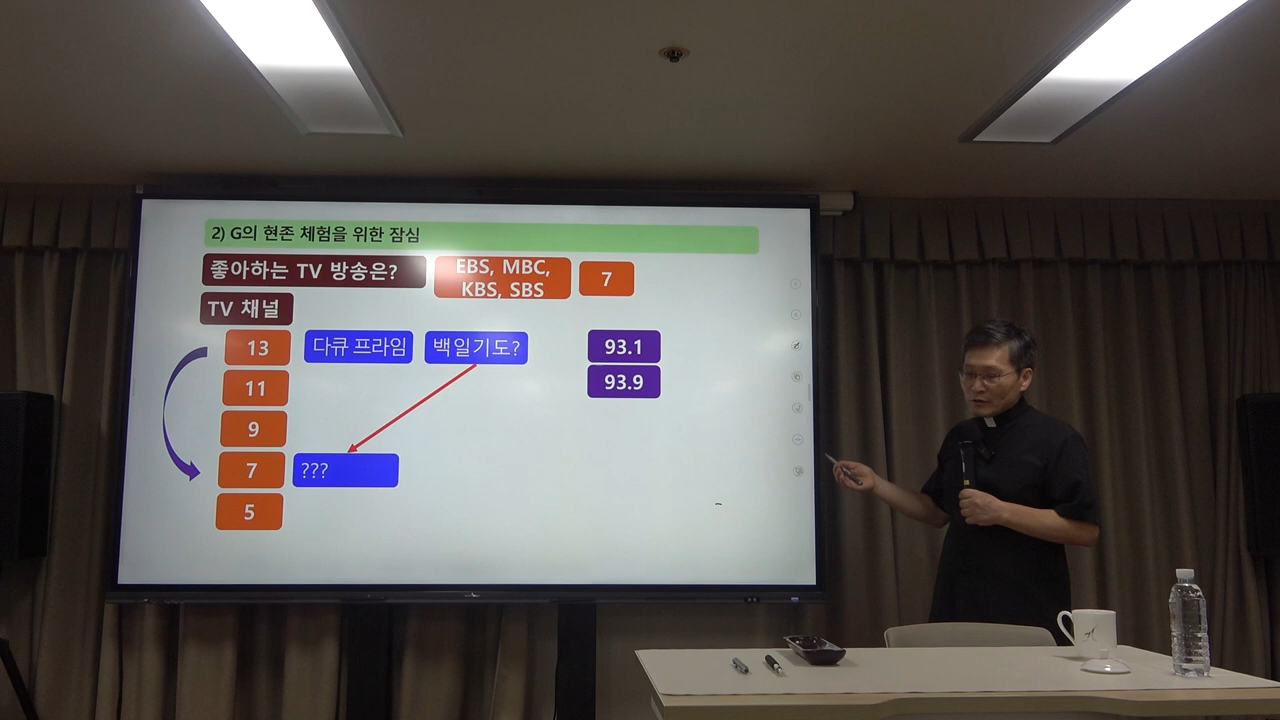 2) G의 현존 체험을 위한 잠심
좋아하는 TV 방송은?
EBS, MBC,
KBS, SBS
7
TV 채널
13
다큐 프라임
백일기도?
93.1
11
93.9
9
7
???
5